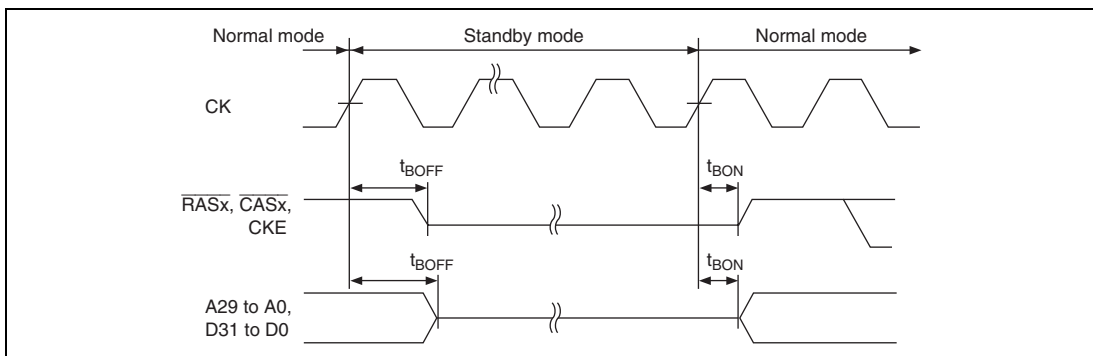 Normal mode Standby mode Normal mode
CK
tBOFF tBON
RASx, CASx,
CKE
tBOFF tBON
A29 to A0,
D31 to D0